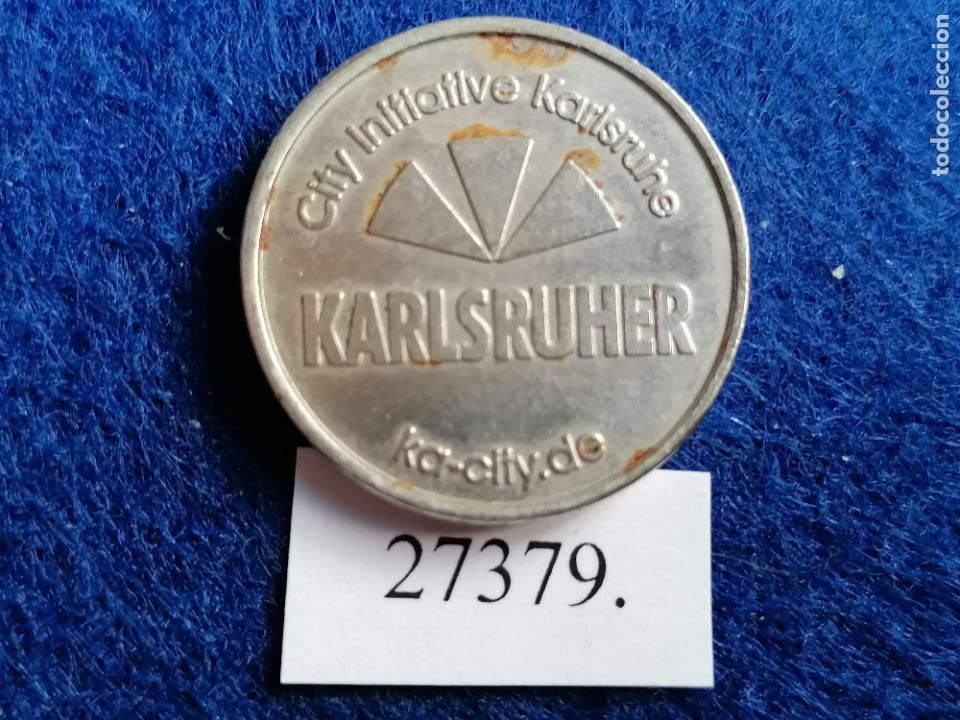 City Initiative Karlsruhe
KARLSRUHER
ka-city.de
27379.
todocoleccion